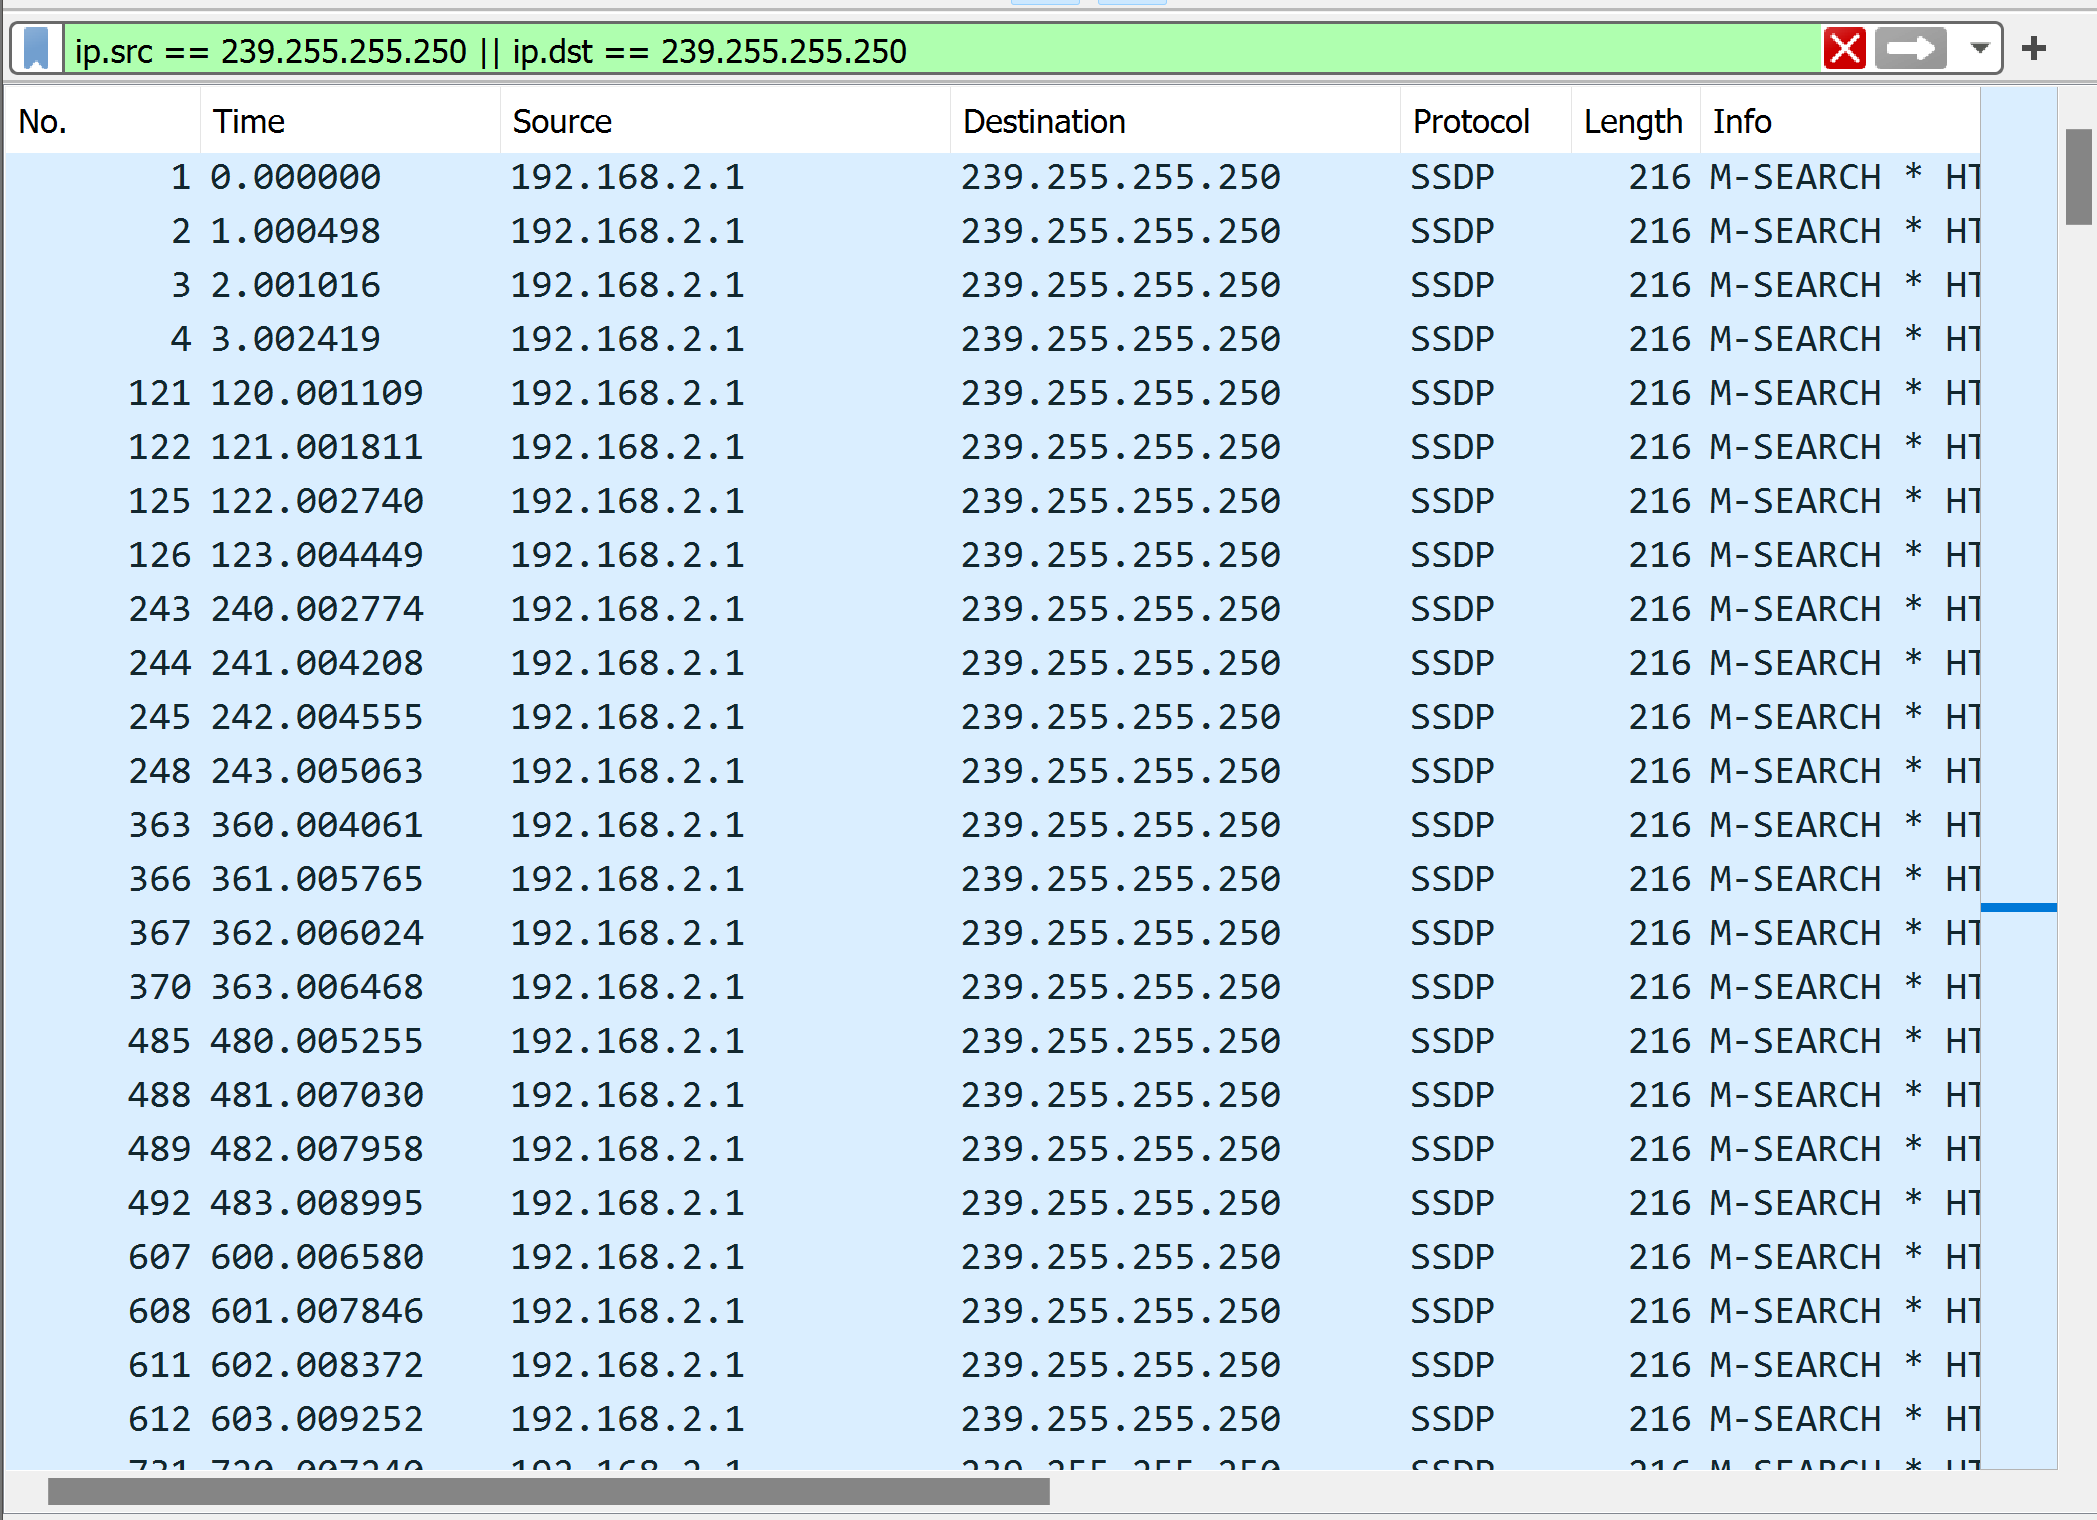 ip.src == 239.255.255.250 || ip.dst == 239.255.255.250
No. Time Source Destination Protocol Length Info
1 0.000000 192.168.2.1 239.255.255.250 SSDP 216 M-SEARCH * HT
2 1.000498 192.168.2.1 239.255.255.250 SSDP 216 M-SEARCH * HT
3 2.001016 192.168.2.1 239.255.255.250 SSDP 216 M-SEARCH * HT
4 3.002419 192.168.2.1 239.255.255.250 SSDP 216 M-SEARCH * HT
121 120.001109 192.168.2.1 239.255.255.250 SSDP 216 M-SEARCH * HT
122 121.001811 192.168.2.1 239.255.255.250 SSDP 216 M-SEARCH * HT
125 122.002740 192.168.2.1 239.255.255.250 SSDP 216 M-SEARCH * HT
126 123.004449 192.168.2.1 239.255.255.250 SSDP 216 M-SEARCH * HT
243 240.002774 192.168.2.1 239.255.255.250 SSDP 216 M-SEARCH * HT
244 241.004208 192.168.2.1 239.255.255.250 SSDP 216 M-SEARCH * HT
245 242.004555 192.168.2.1 239.255.255.250 SSDP 216 M-SEARCH * HT
248 243.005063 192.168.2.1 239.255.255.250 SSDP 216 M-SEARCH * HT
363 360.004061 192.168.2.1 239.255.255.250 SSDP 216 M-SEARCH * HT
366 361.005765 192.168.2.1 239.255.255.250 SSDP 216 M-SEARCH * HT
367 362.006024 192.168.2.1 239.255.255.250 SSDP 216 M-SEARCH * HT
370 363.006468 192.168.2.1 239.255.255.250 SSDP 216 M-SEARCH * HT
485 480.005255 192.168.2.1 239.255.255.250 SSDP 216 M-SEARCH * HT
488 481.007030 192.168.2.1 239.255.255.250 SSDP 216 M-SEARCH * HT
489 482.007958 192.168.2.1 239.255.255.250 SSDP 216 M-SEARCH * HT
492 483.008995 192.168.2.1 239.255.255.250 SSDP 216 M-SEARCH * HT
607 600.006580 192.168.2.1 239.255.255.250 SSDP 216 M-SEARCH * HT
608 601.007846 192.168.2.1 239.255.255.250 SSDP 216 M-SEARCH * HT
611 602.008372 192.168.2.1 239.255.255.250 SSDP 216 M-SEARCH * HT
612 603.009252 192.168.2.1 239.255.255.250 SSDP 216 M-SEARCH * HT